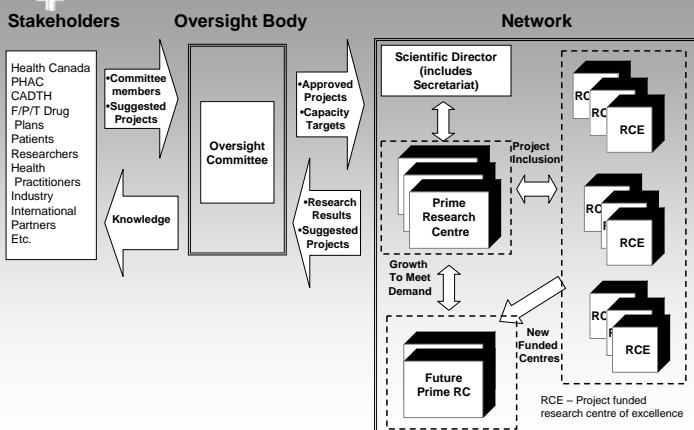 Stakeholders
Oversight Body
Network
Health Canada
PHAC
CADTH
F/P/T Drug
Plans
Patients
Researchers
Health
Practitioners
Industry
International
Partners
Etc.
•Committee
members
•Suggested
Projects
Knowledge
Oversight
Committee
•Approved
Projects
•Capacity
Targets
•Research
Results
•Suggested
Projects
Scientific Director
(includes
Secretariat)
Prime
Research
Centre
Project
Inclusion
Growth
To Meet
Demand
Future
Prime RC
New
Funded
Centres
RC
R
RCE
RC
R
RCE
RC
R
RCE
RCE – Project funded
research centre of excellence